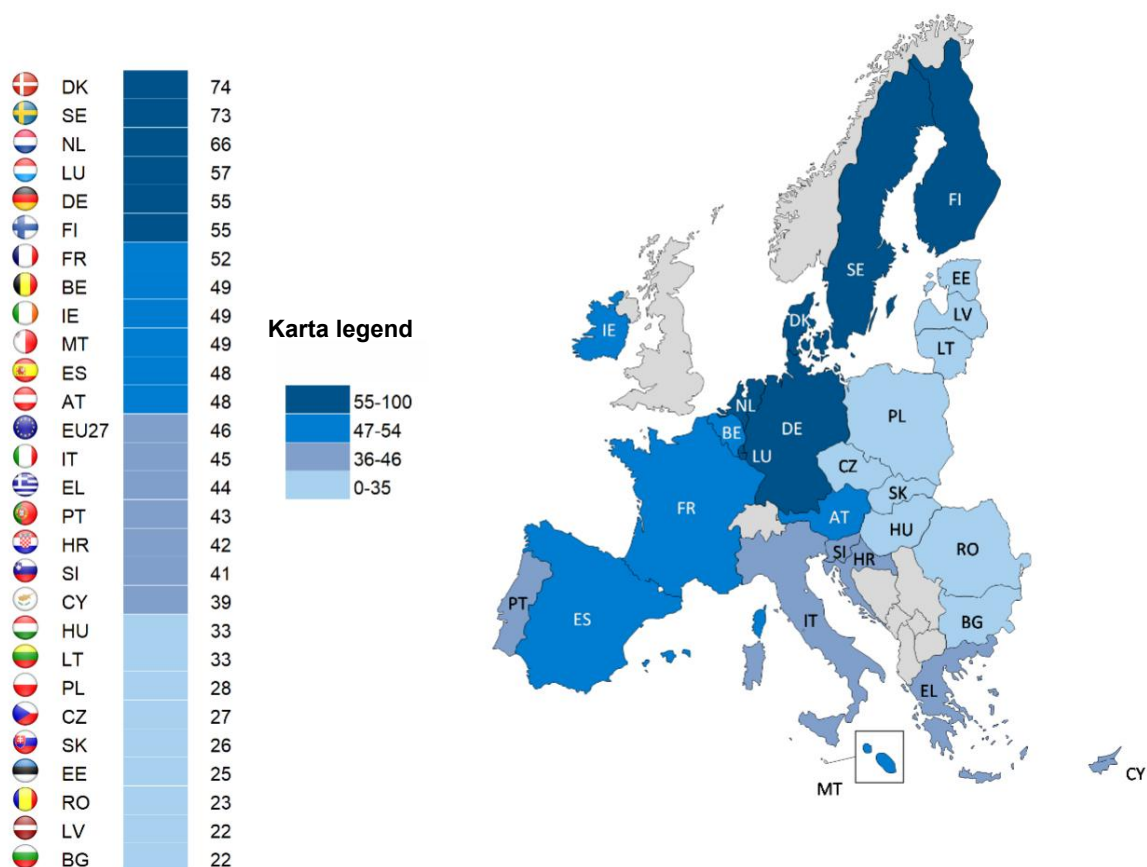 DK 74
SE 73
NL 66
LU 57
DE 55
FI 55
FR 52
BE 49
IE 49
MT 49
ES 48
AT 48
EU27 46
IT 45
EL 44
PT 43
HR 42
SI 41
CY 39
HU 33
LT 33
PL 28
CZ 27
SK 26
EE 25
RO 23
LV 22
BG 22
Karta legend
55-100
47-54
36-46
0-35
FI
SE
EE
LV
LT
DK
IE
NL
BE
DE
PL
LU
CZ
SK
FR
AT
HU
RO
SI
HR
PT
ES
IT
BG
EL
MT
CY